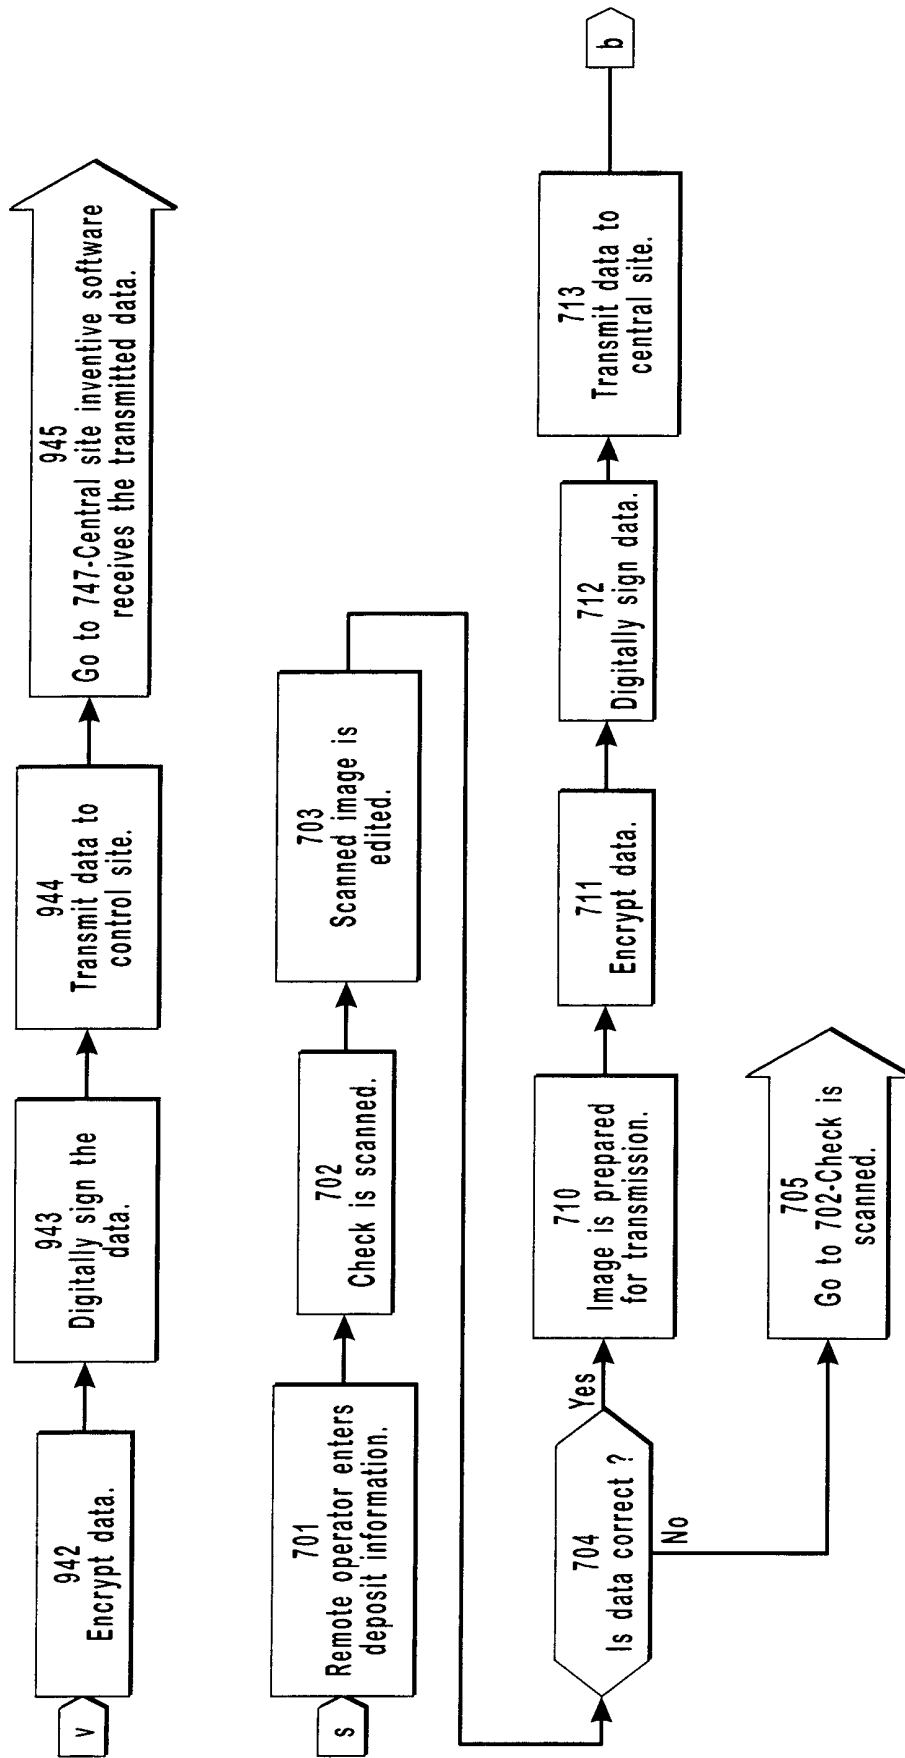 v
942
Encrypt data.
943
Digitally sign the
data.
944
Transmit data to
control site.
945
Go to 747-Central site inventive software
receives the transmitted data.
s
701
Remote operator enters
deposit information.
702
Check is scanned.
703
Scanned image is
edited.
704
Is data correct ?
Yes
No
710
Image is prepared
for transmission.
711
Encrypt data.
712
Digitally sign data.
713
Transmit data to
central site.
b
705
Go to 702-Check is
scanned.